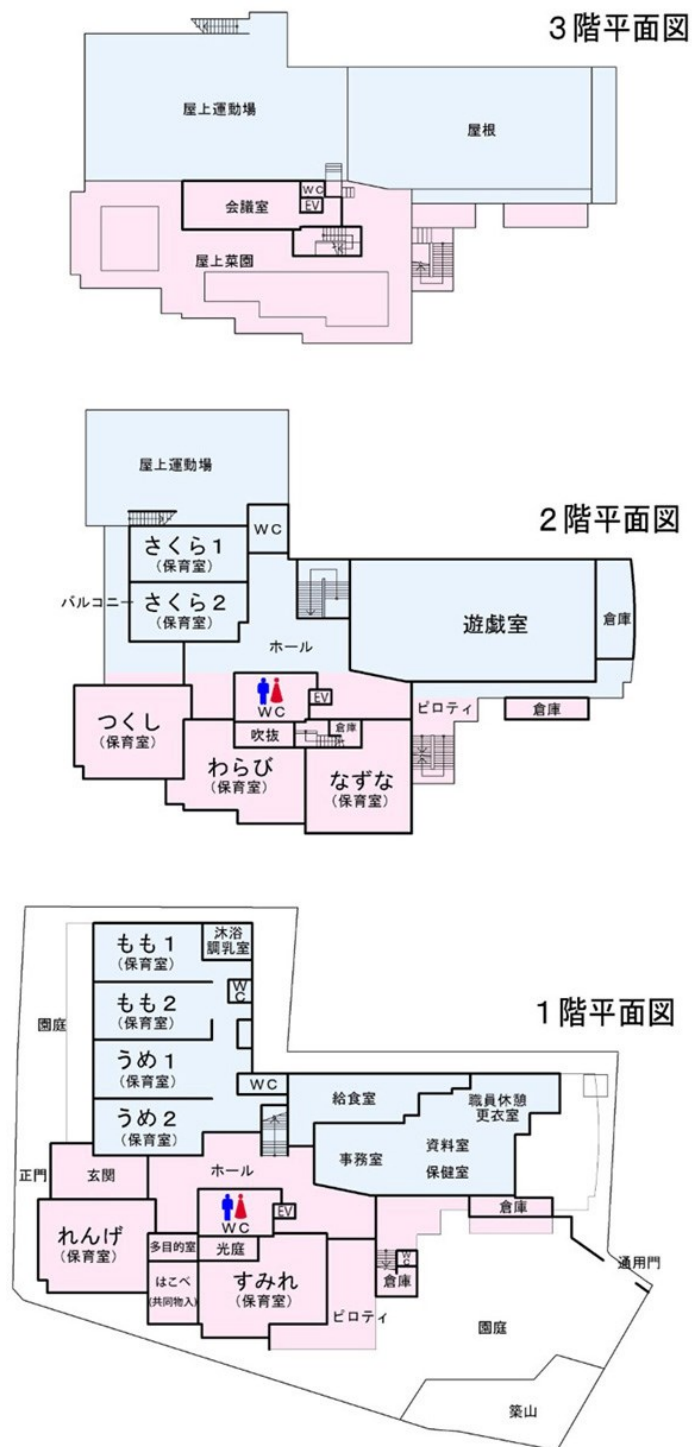 3階平面図
屋上運動場
屋根
WC
会議室
EV
屋上菜園
屋上運動場
2階平面図
WC
さくら1
(保育室)
バルコニー
さくら2
(保育室)
遊戯室
倉庫
ホール
つくし
(保育室)
WC
EV
ピロティ
倉庫
吹抜
倉庫
わらび
(保育室)
なずな
(保育室)
もも1
(保育室)
沐浴
調乳室
WC
もも2
(保育室)
園庭
1階平面図
うめ1
(保育室)
WC
給食室
職員休憩
更衣室
うめ2
(保育室)
事務室
資料室
保健室
正門
玄関
ホール
れんげ
(保育室)
WC
EV
倉庫
多目的室
光庭
通用門
WC
はこべ
(共同物入)
すみれ
(保育室)
倉庫
ピロティ
園庭
築山